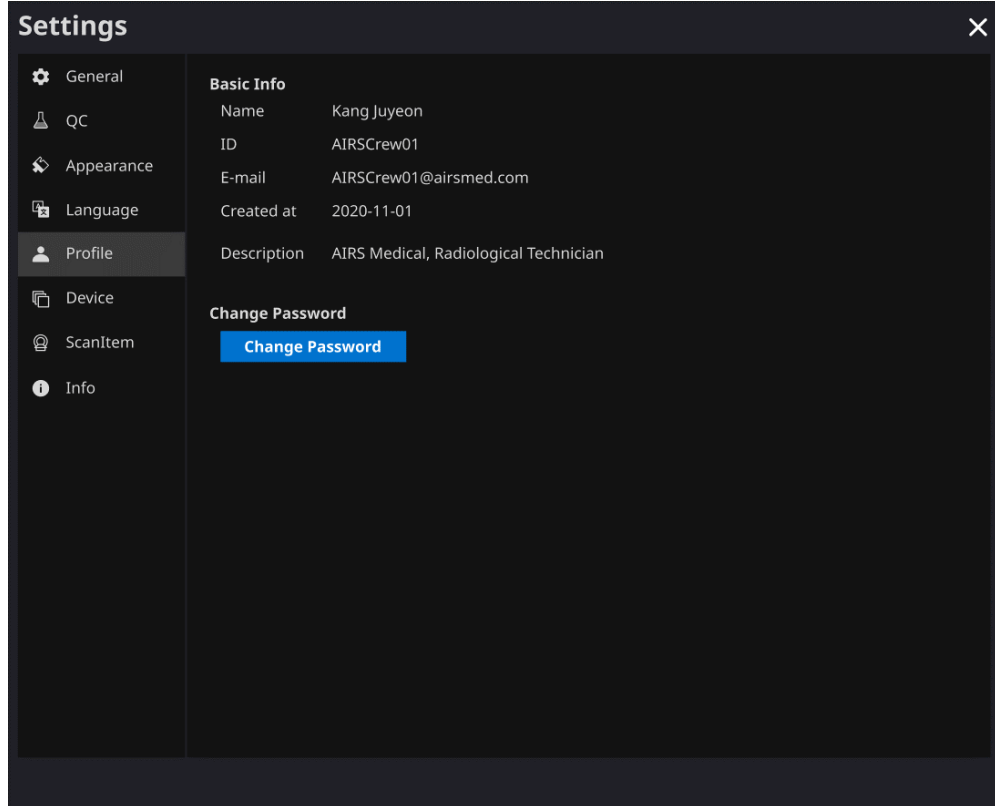 Settings
General
QC
Appearance
Language
Profile
Device
ScanItem
Info
Basic Info
Name Kang Juyeon
ID AIRSCrew01
E-mail AIRSCrew01@airsmed.com
Created at 2020-11-01
Description AIRS Medical, Radiological Technician
Change Password
Change Password